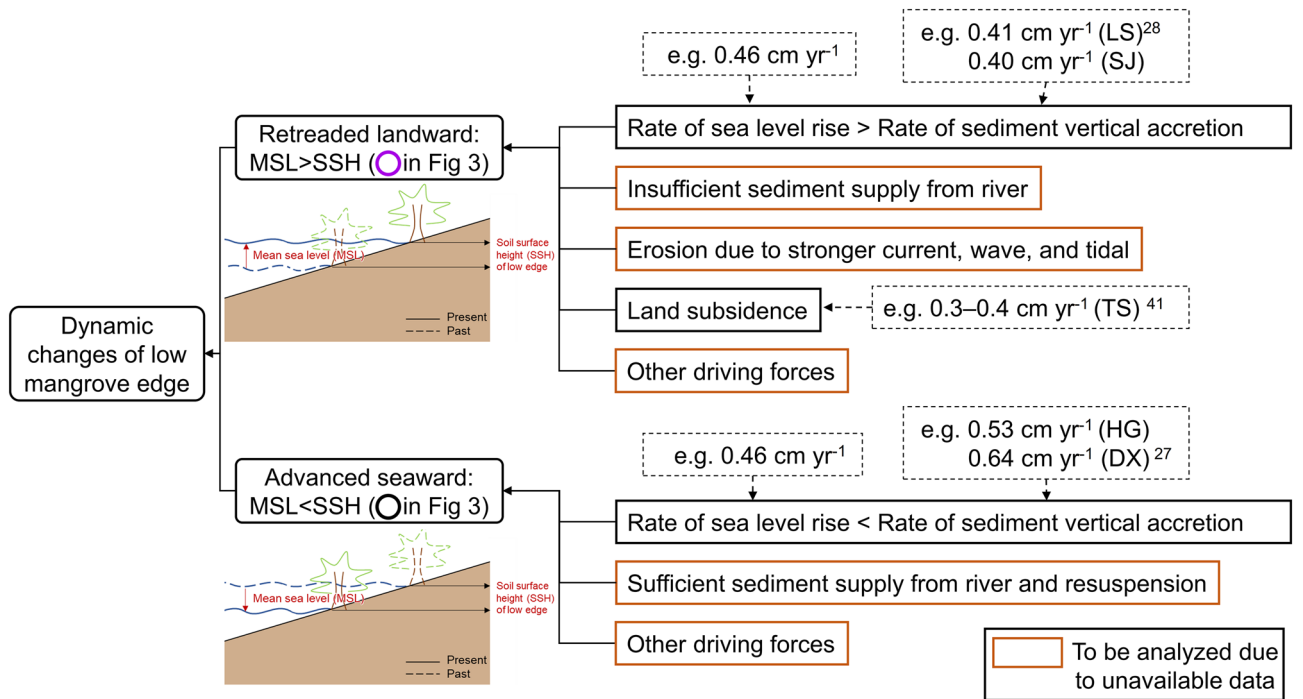 e.g. 0.46 cm yr⁻¹
e.g. 0.41 cm yr⁻¹ (LS)²⁸
0.40 cm yr⁻¹ (SJ)
Retreaded landward:
MSL>SSH (○ in Fig 3)
Rate of sea level rise > Rate of sediment vertical accretion
Insufficient sediment supply from river
Mean sea level (MSL)
Soil surface
height (SSH)
of low edge
Present
Past
Erosion due to stronger current, wave, and tidal
Land subsidence
e.g. 0.3–0.4 cm yr⁻¹ (TS) ⁴¹
Other driving forces
Dynamic
changes of low
mangrove edge
e.g. 0.46 cm yr⁻¹
e.g. 0.53 cm yr⁻¹ (HG)
0.64 cm yr⁻¹ (DX) ²⁷
Advanced seaward:
MSL<SSH (○ in Fig 3)
Rate of sea level rise < Rate of sediment vertical accretion
Mean sea level (MSL)
Soil surface
height (SSH)
of low edge
Present
Past
Sufficient sediment supply from river and resuspension
Other driving forces
To be analyzed due
to unavailable data